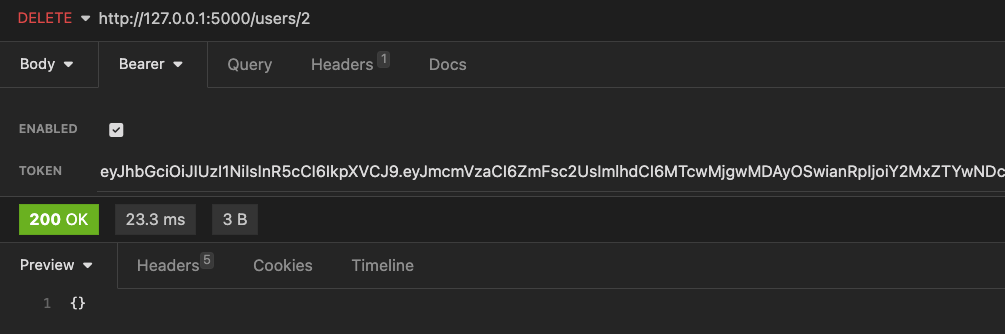 DELETE http://127.0.0.1:5000/users/2
Body Bearer Query Headers 1 Docs
ENABLED
TOKEN eyJhbGciOiJIUzI1NiIsInR5cCI6IkpXVCJ9.eyJmcmVzaCI6ZmFsc2UsImlhdCI6MTcwMjgwMDAyOSwianRpIjoiY2MxZTYwNDc
200 OK 23.3 ms 3 B
Preview Headers 5 Cookies Timeline
1 {}